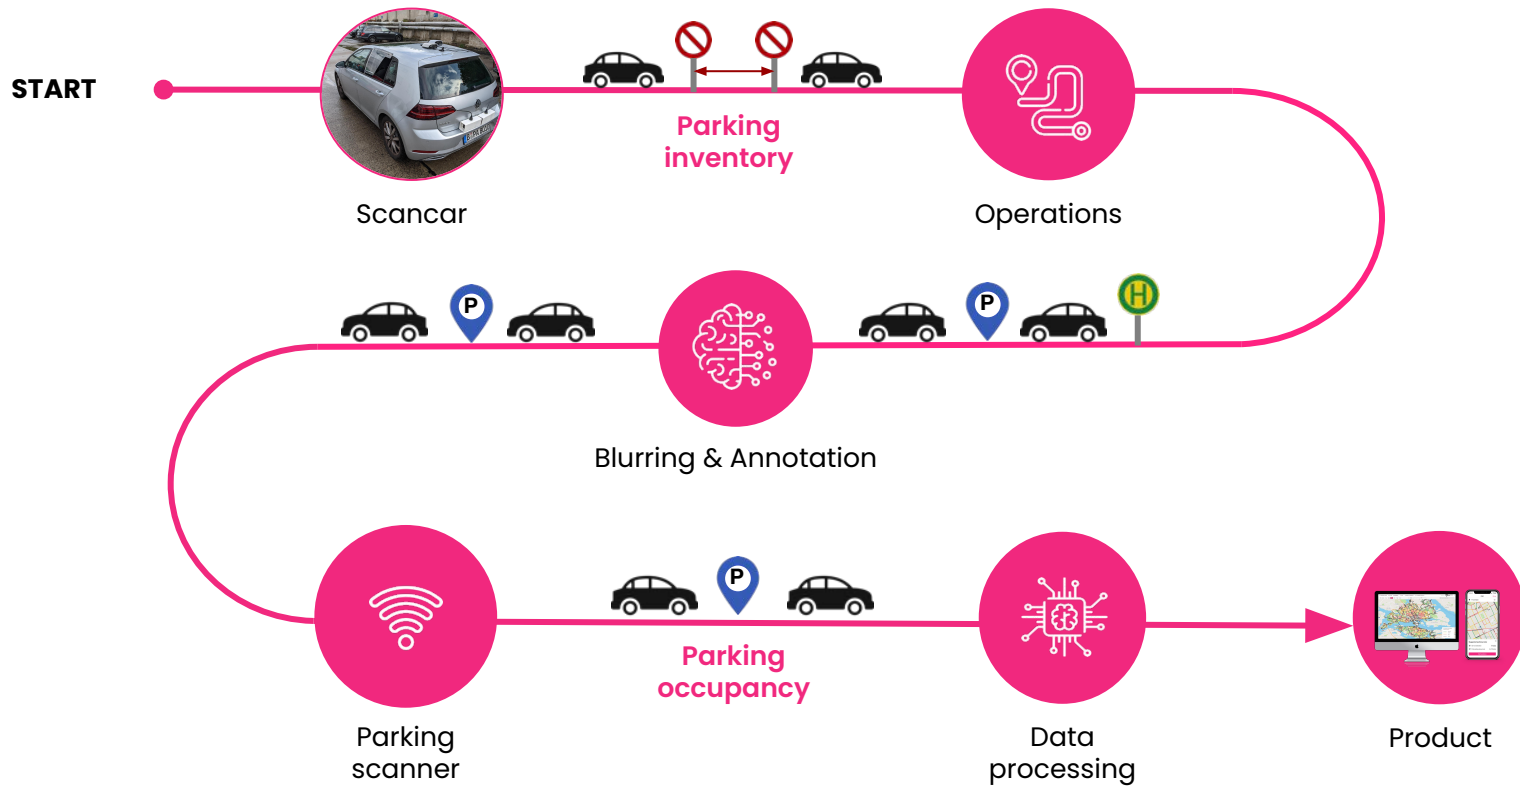 START
Parking
inventory
Scancar
Operations
P
P
H
Blurring & Annotation
P
Parking
occupancy
Parking
scanner
Data
processing
Product